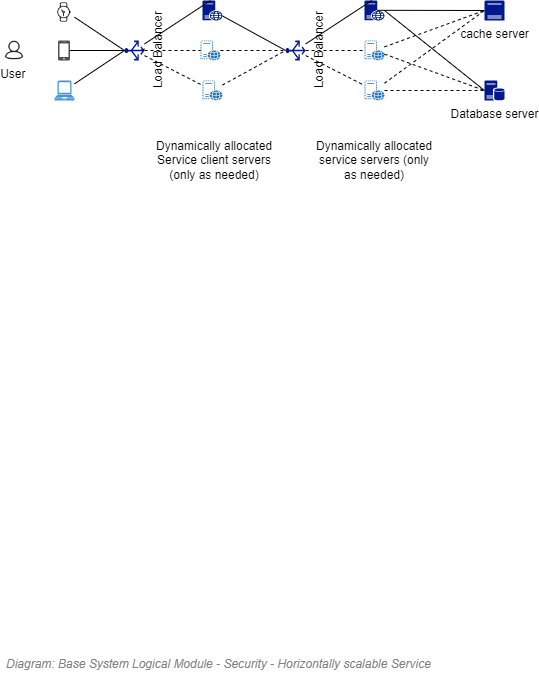 Load Balancer
Load Balancer
cache server
User
Database server
Dynamically allocated
Service client servers
(only as needed)
Dynamically allocated
service servers (only
as needed)
Diagram: Base System Logical Module - Security - Horizontally scalable Service